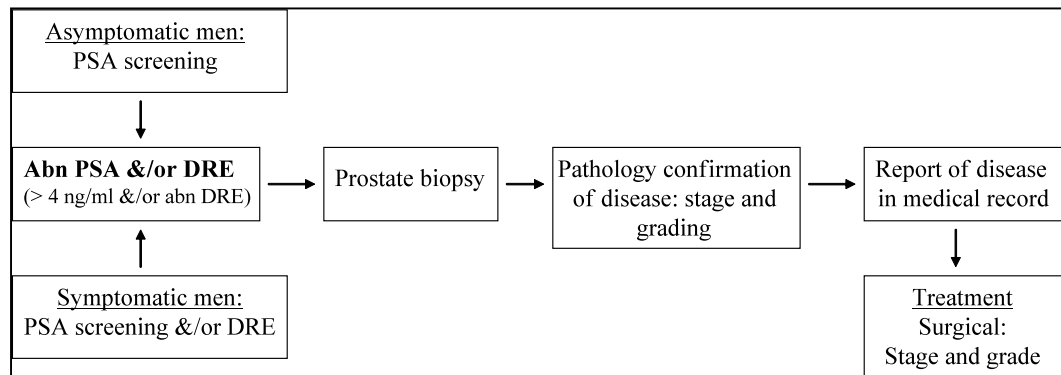 Asymptomatic men:
PSA screening
Abn PSA &/or DRE
(> 4 ng/ml &/or abn DRE)
Symptomatic men:
PSA screening &/or DRE
Prostate biopsy
Pathology confirmation
of disease: stage and
grading
Report of disease
in medical record
Treatment
Surgical:
Stage and grade